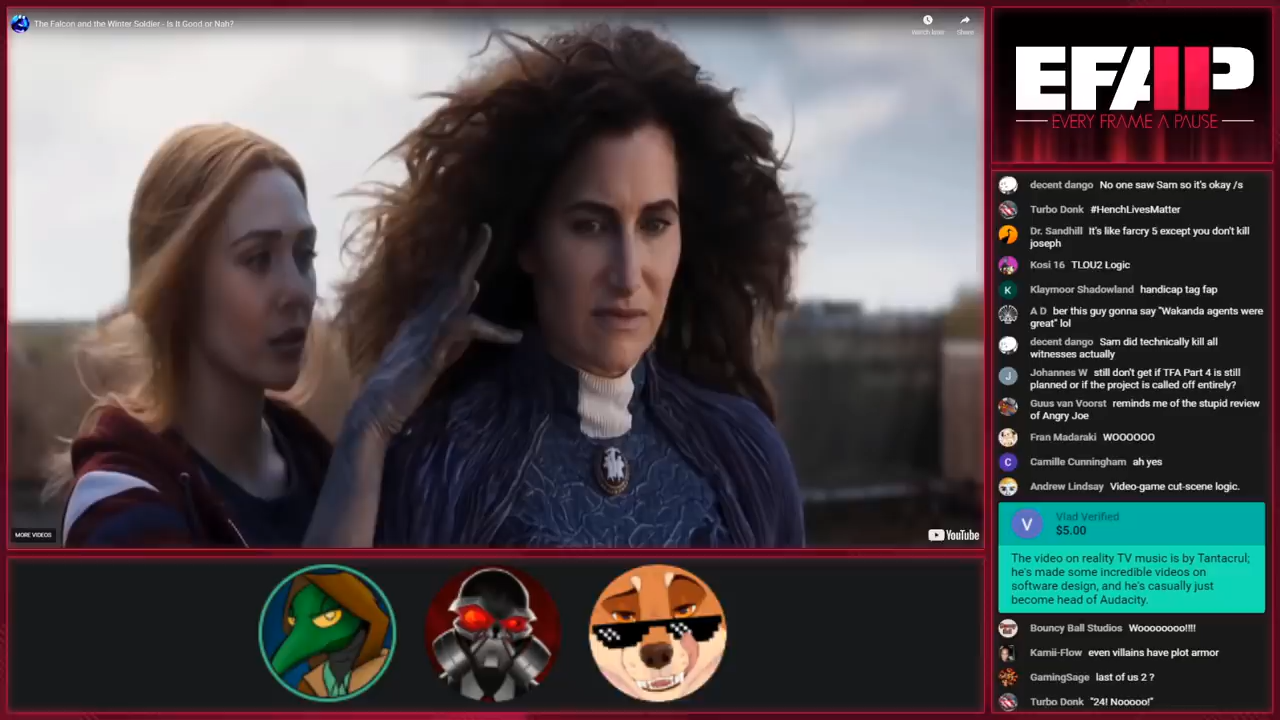 The Falcon and the Winter Soldier - Is It Good or Nah?
Watch later
Share
MORE VIDEOS
YouTube
EFAP
EVERY FRAME A PAUSE
decent dango No one saw Sam so it's okay /s
Turbo Donk #HenchLivesMatter
Dr. Sandhill It's like farcry 5 except you don't kill
joseph
Kosi 16 TLOU2 Logic
K
Klaymoor Shadowland handicap tag fap
A D ber this guy gonna say "Wakanda agents were
great" lol
decent dango Sam did technically kill all
witnesses actually
J
Johannes W still don't get if TFA Part 4 is still
planned or if the project is called off entirely?
Guus van Voorst reminds me of the stupid review
of Angry Joe
Fran Madaraki WOOOOOO
C
Camille Cunningham ah yes
Andrew Lindsay Video-game cut-scene logic.
V
Vlad Verified
$5.00
The video on reality TV music is by Tantacrul;
he's made some incredible videos on
software design, and he's casually just
become head of Audacity.
Bouncy Ball Studios Woooooooo!!!!
Kamii-Flow even villains have plot armor
GamingSage last of us 2 ?
Turbo Donk "24! Nooooo!"